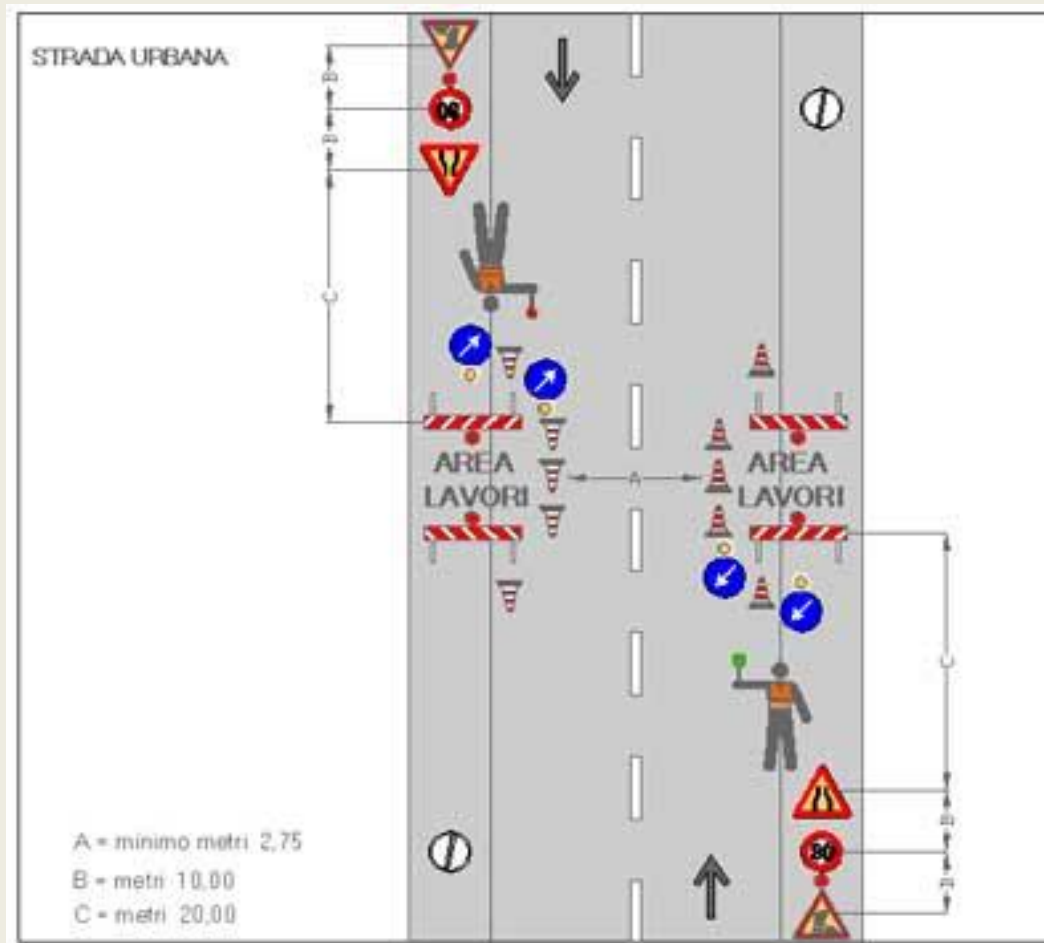 STRADA URBANA
B
B
C
AREA
LAVORI
A
AREA
LAVORI
C
B
B
A = minimo metri 2,75
B = metri 10,00
C = metri 20,00